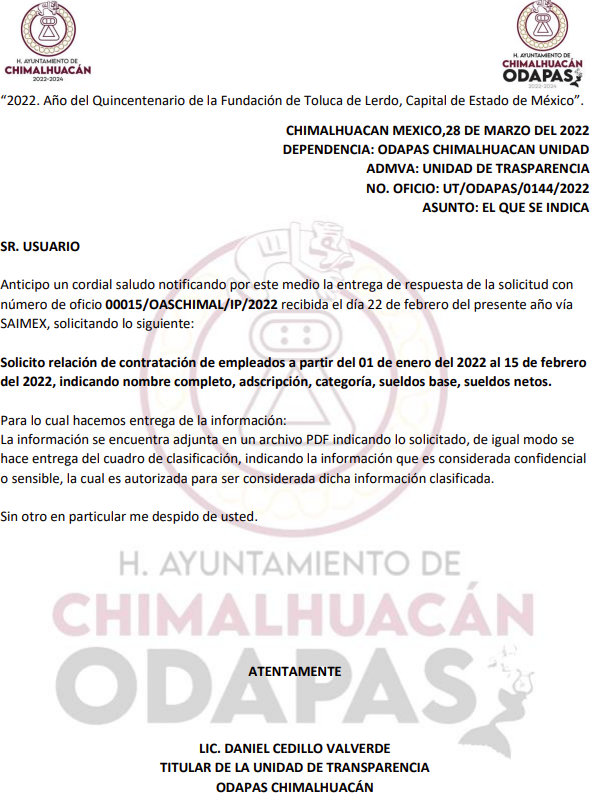 H. AYUNTAMIENTO DE
CHIMALHUACÁN
2022-2024
H. AYUNTAMIENTO DE
CHIMALHUACÁN
ODAPAS
2022-2024
“2022. Año del Quincentenario de la Fundación de Toluca de Lerdo, Capital de Estado de México”.
CHIMALHUACAN MEXICO,28 DE MARZO DEL 2022
DEPENDENCIA: ODAPAS CHIMALHUACAN UNIDAD
ADMVA: UNIDAD DE TRASPARENCIA
NO. OFICIO: UT/ODAPAS/0144/2022
ASUNTO: EL QUE SE INDICA
SR. USUARIO
Anticipo un cordial saludo notificando por este medio la entrega de respuesta de la solicitud con
número de oficio 00015/OASCHIMAL/IP/2022 recibida el día 22 de febrero del presente año vía
SAIMEX, solicitando lo siguiente:
Solicito relación de contratación de empleados a partir del 01 de enero del 2022 al 15 de febrero
del 2022, indicando nombre completo, adscripción, categoría, sueldos base, sueldos netos.
Para lo cual hacemos entrega de la información:
La información se encuentra adjunta en un archivo PDF indicando lo solicitado, de igual modo se
hace entrega del cuadro de clasificación, indicando la información que es considerada confidencial
o sensible, la cual es autorizada para ser considerada dicha información clasificada.
Sin otro en particular me despido de usted.
H. AYUNTAMIENTO DE
CHIMALHUACÁN
ODAPAS
ATENTAMENTE
LIC. DANIEL CEDILLO VALVERDE
TITULAR DE LA UNIDAD DE TRANSPARENCIA
ODAPAS CHIMALHUACÁN